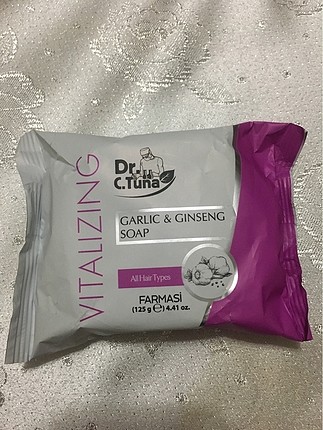 VITALIZING
Dr.
C.Tuna
GARLIC & GINSENG
SOAP
All Hair Types
FARMASi
(125 g ℮) 4.41 oz.